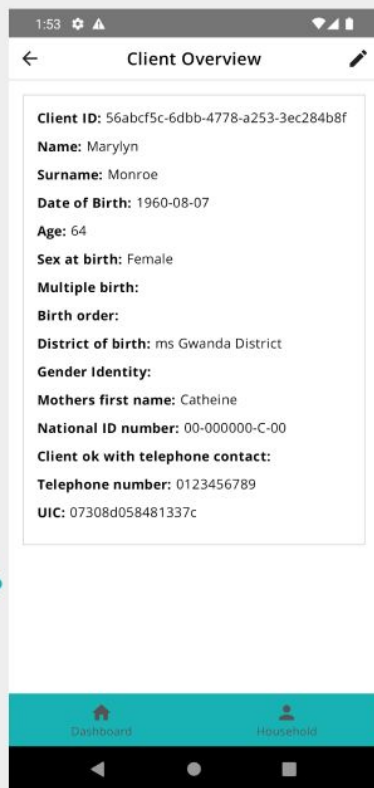 1:53
Client Overview
Client ID: 56abcf5c-6dbb-4778-a253-3ec284b8f
Name: Marylyn
Surname: Monroe
Date of Birth: 1960-08-07
Age: 64
Sex at birth: Female
Multiple birth:
Birth order:
District of birth: ms Gwanda District
Gender Identity:
Mothers first name: Catheine
National ID number: 00-000000-C-00
Client ok with telephone contact:
Telephone number: 0123456789
UIC: 07308d058481337c
Dashboard
Household